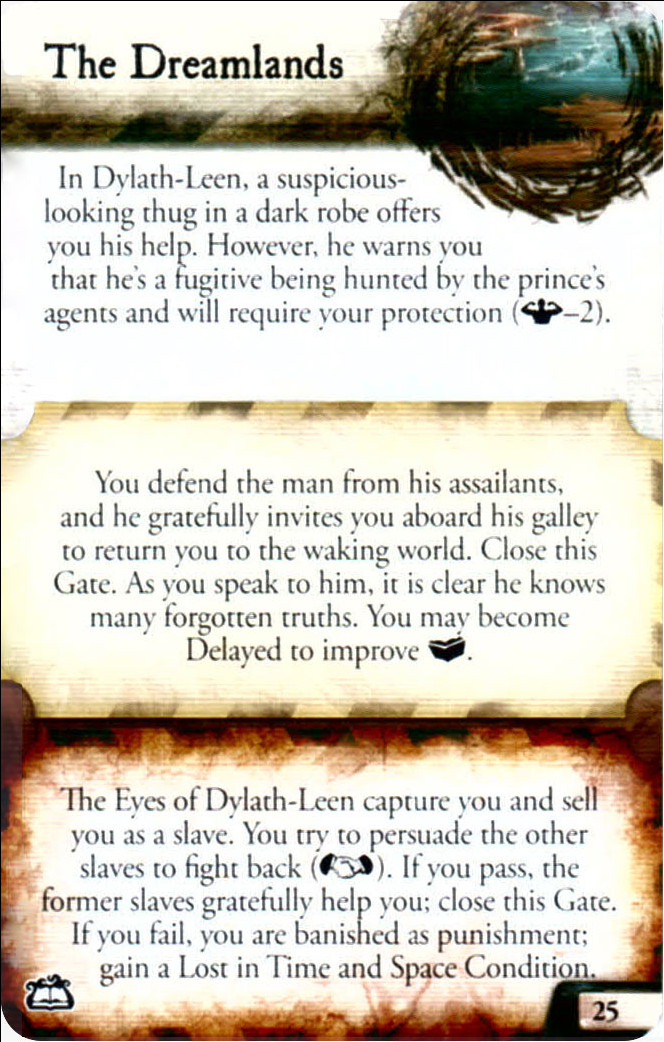 The Dreamlands
In Dylath-Leen, a suspicious-
looking thug in a dark robe offers
you his help. However, he warns you
that he's a fugitive being hunted by the prince's
agents and will require your protection ( –2).
You defend the man from his assailants,
and he gratefully invites you aboard his galley
to return you to the waking world. Close this
Gate. As you speak to him, it is clear he knows
many forgotten truths. You may become
Delayed to improve .
The Eyes of Dylath-Leen capture you and sell
you as a slave. You try to persuade the other
slaves to fight back ( ). If you pass, the
former slaves gratefully help you; close this Gate.
If you fail, you are banished as punishment;
gain a Lost in Time and Space Condition.
25